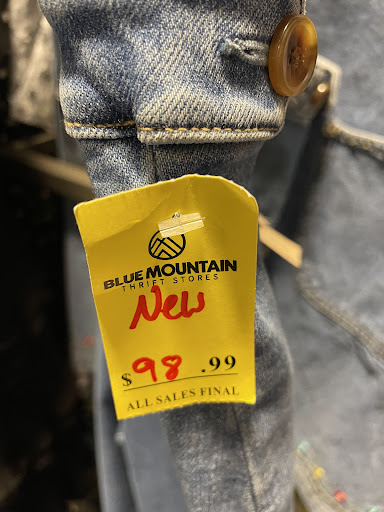 BLUE MOUNTAIN
THRIFT STORES
New
$98.99
ALL SALES FINAL